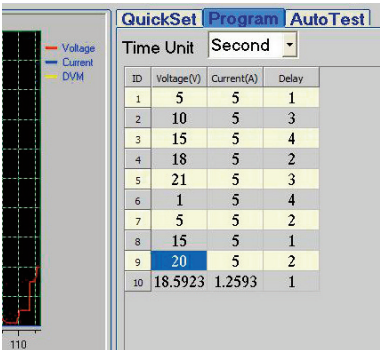 QuickSet Program AutoTest
Time Unit Second
Voltage
Current
DVM
110
ID Voltage(V) Current(A) Delay
1 5 5 1
2 10 5 3
3 15 5 4
4 18 5 2
5 21 5 3
6 1 5 4
7 5 5 2
8 15 5 1
9 20 5 2
10 18.5923 1.2593 1